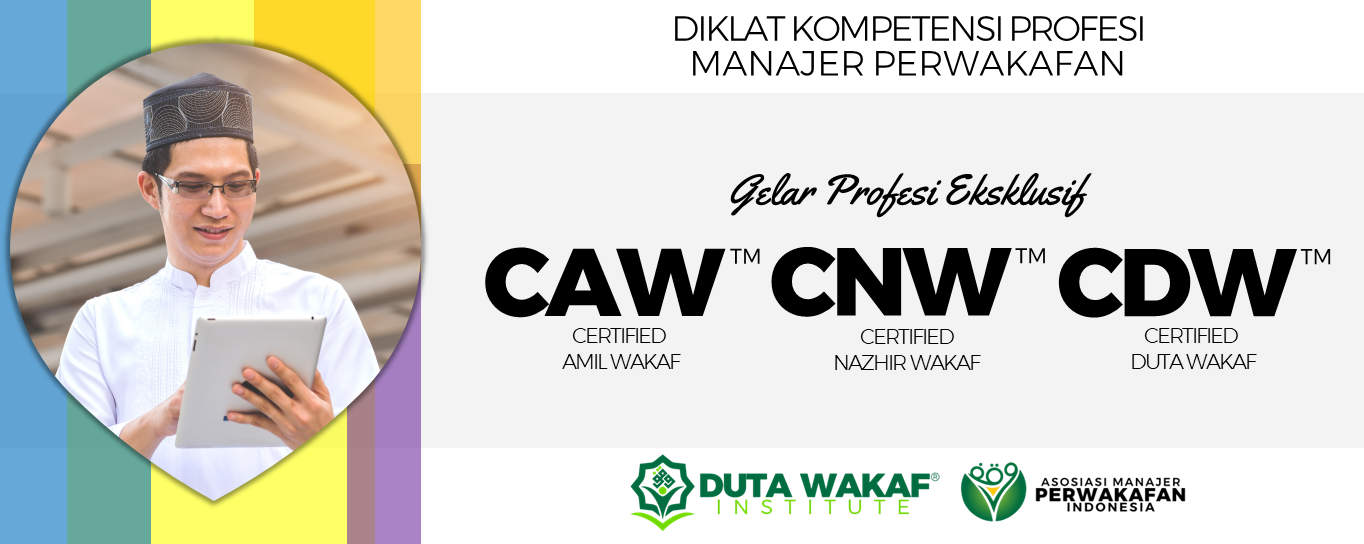 DIKLAT KOMPETENSI PROFESI
MANAJER PERWAKAFAN
Gelar Profesi Eksklusif
CAW™ CNW™ CDW™
CERTIFIED CERTIFIED CERTIFIED
AMIL WAKAF NAZHIR WAKAF DUTA WAKAF
DUTA WAKAF®
INSTITUTE
ASOSIASI MANAJER
PERWAKAFAN
INDONESIA